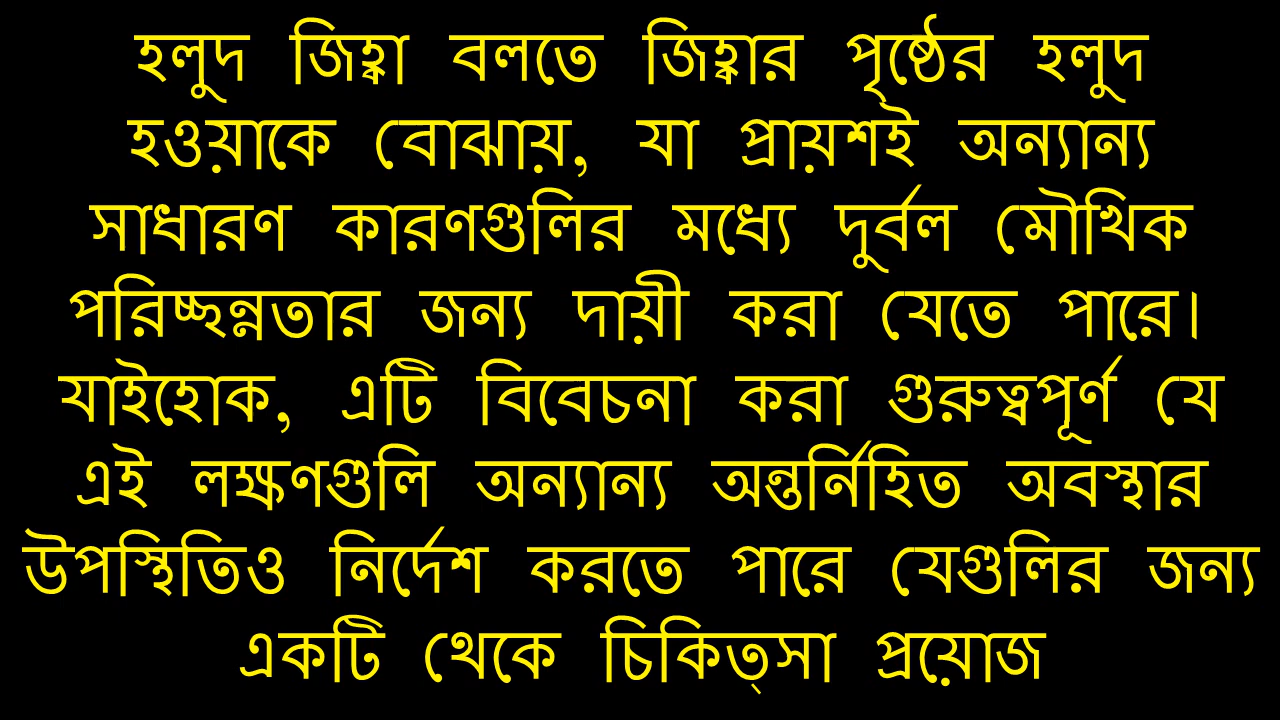 হলুদ জিহ্বা বলতে জিহ্বার পৃষ্ঠের হলুদ
হওয়াকে বোঝায়, যা প্রায়শই অন্যান্য
সাধারণ কারণগুলির মধ্যে দুর্বল মৌখিক
পরিচ্ছন্নতার জন্য দায়ী করা যেতে পারে।
যাইহোক, এটি বিবেচনা করা গুরুত্বপূর্ণ যে
এই লক্ষণগুলি অন্যান্য অন্তর্নিহিত অবস্থার
উপস্থিতিও নির্দেশ করতে পারে যেগুলির জন্য
একটি থেকে চিকিত্সা প্রয়োজ